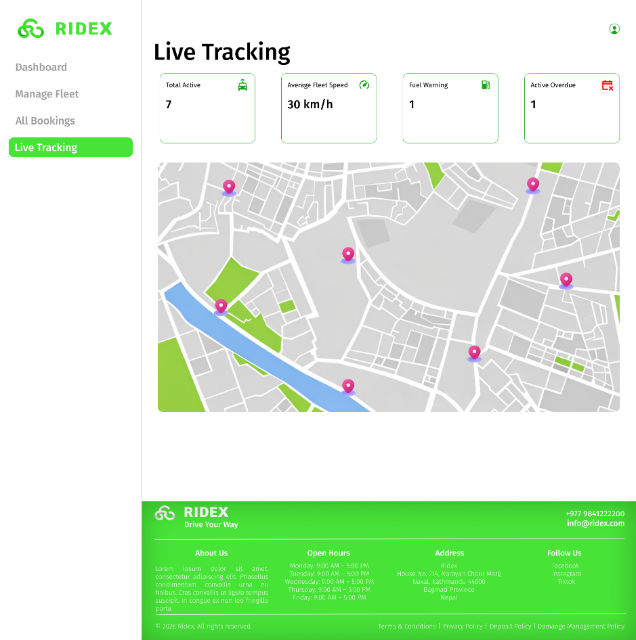 RIDEX
Dashboard
Manage Fleet
All Bookings
Live Tracking
Live Tracking
Total Active
7
Average Fleet Speed
30 km/h
Fuel Warning
1
Active Overdue
1
RIDEX
Drive Your Way
+977 9841222200
info@ridex.com
About Us
Lorem ipsum dolor sit amet,
consectetur adipiscing elit. Phasellus
condimentum convallis urna eu
finibus. Cras convallis at ligula tempus
suscipit. In congue ex non leo fringilla
porta.
Open Hours
Monday: 9:00 AM – 5:00 PM
Tuesday: 9:00 AM – 5:00 PM
Wednesday: 9:00 AM – 5:00 PM
Thursday: 9:00 AM – 5:00 PM
Friday: 9:00 AM – 5:00 PM
Address
Ridex
House No. 214, Narayan Chour Marg
Naxal, Kathmandu 44600
Bagmati Province
Nepal
Follow Us
Facebook
Instagram
Tiktok
© 2026 Ridex. All rights reserved.
Terms & Conditions | Privacy Policy | Deposit Policy | Damange Management Policy